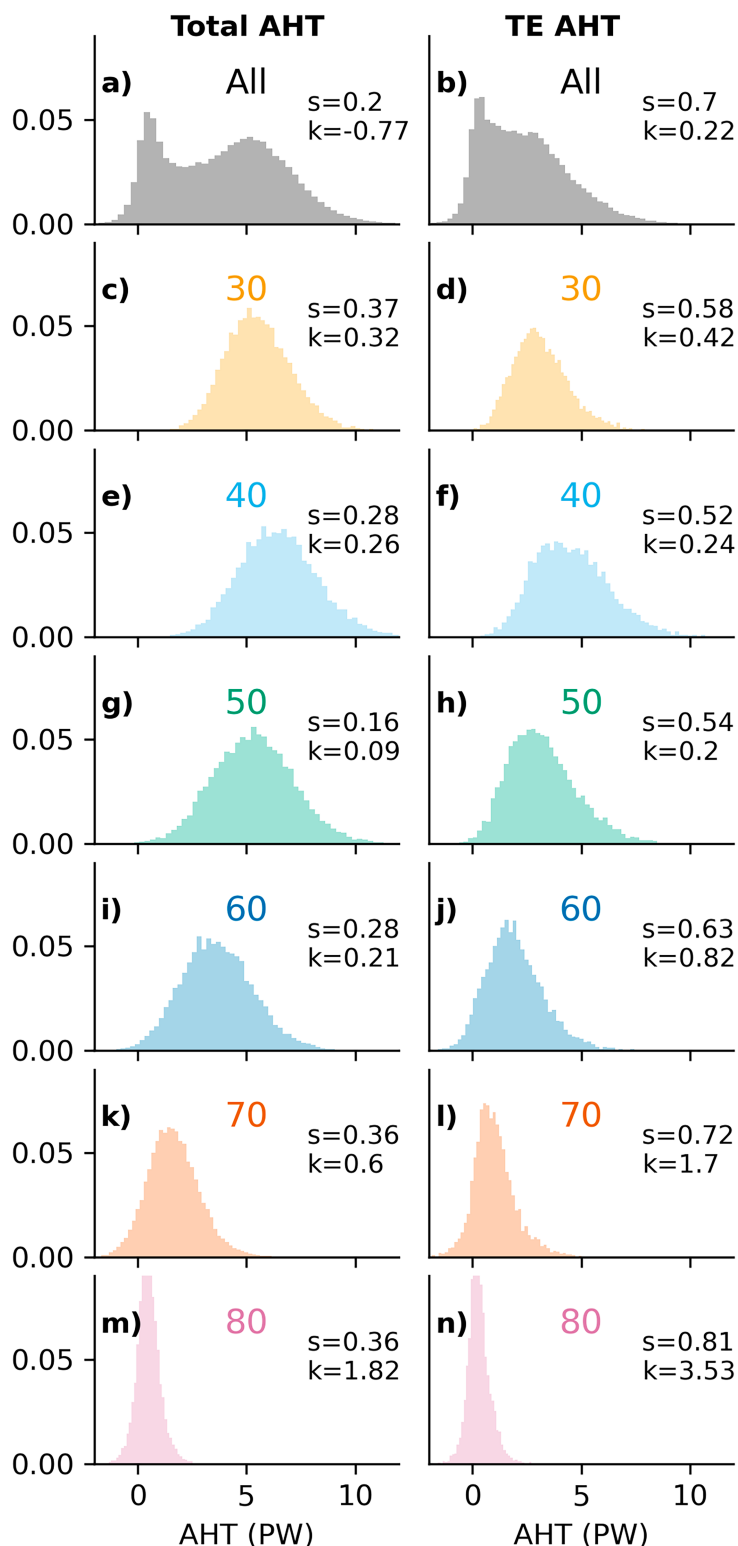 Total AHT TE AHT
a) All s=0.2 k=-0.77
b) All s=0.7 k=0.22
0.05
0.00
c) 30 s=0.37 k=0.32
d) 30 s=0.58 k=0.42
0.05
0.00
e) 40 s=0.28 k=0.26
f) 40 s=0.52 k=0.24
0.05
0.00
g) 50 s=0.16 k=0.09
h) 50 s=0.54 k=0.2
0.05
0.00
i) 60 s=0.28 k=0.21
j) 60 s=0.63 k=0.82
0.05
0.00
k) 70 s=0.36 k=0.6
l) 70 s=0.72 k=1.7
0.05
0.00
m) 80 s=0.36 k=1.82
n) 80 s=0.81 k=3.53
0.05
0.00
0 5 10 0 5 10
AHT (PW) AHT (PW)